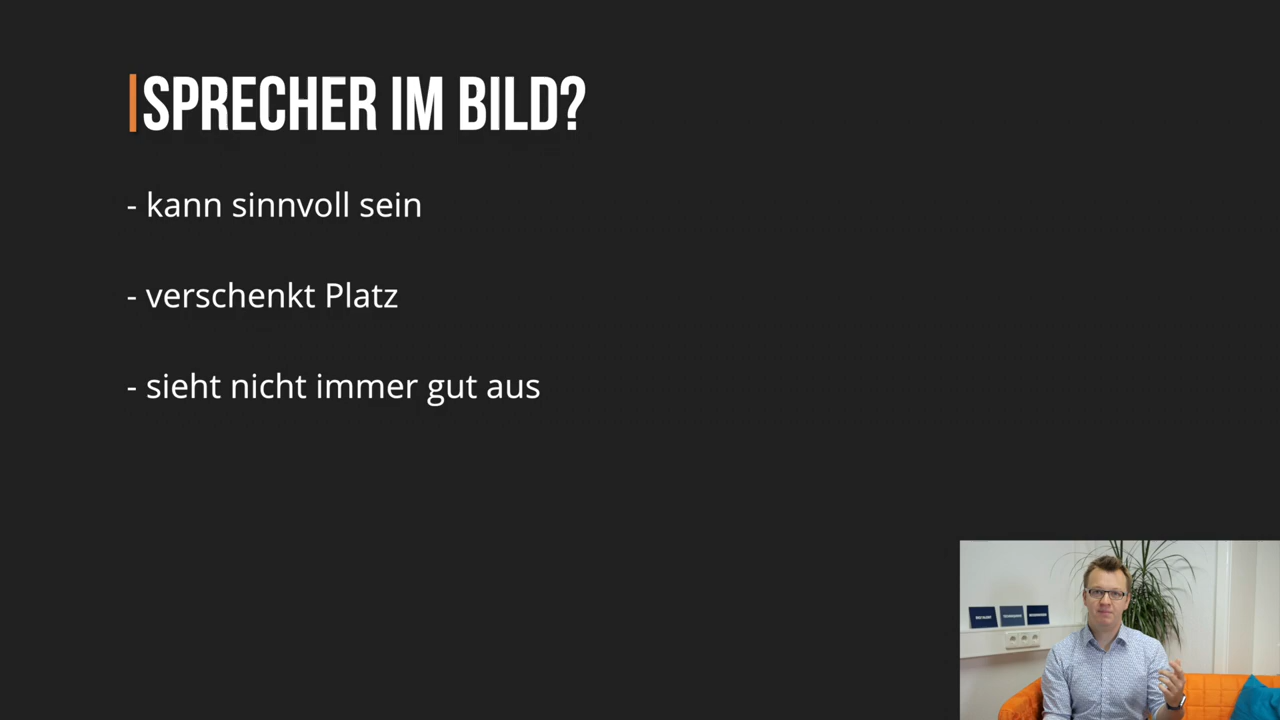 SPRECHER IM BILD?
- kann sinnvoll sein
- verschenkt Platz
- sieht nicht immer gut aus